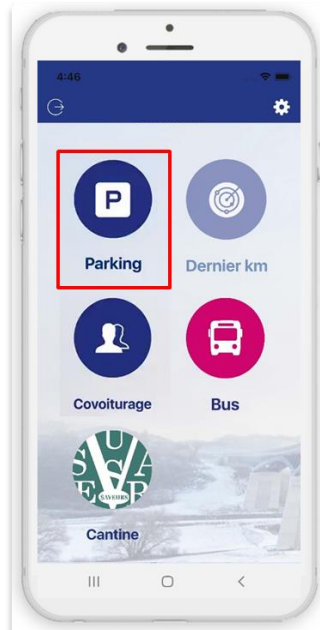 4:46
P
Parking
Dernier km
Covoiturage
Bus
SAVEURS
Cantine